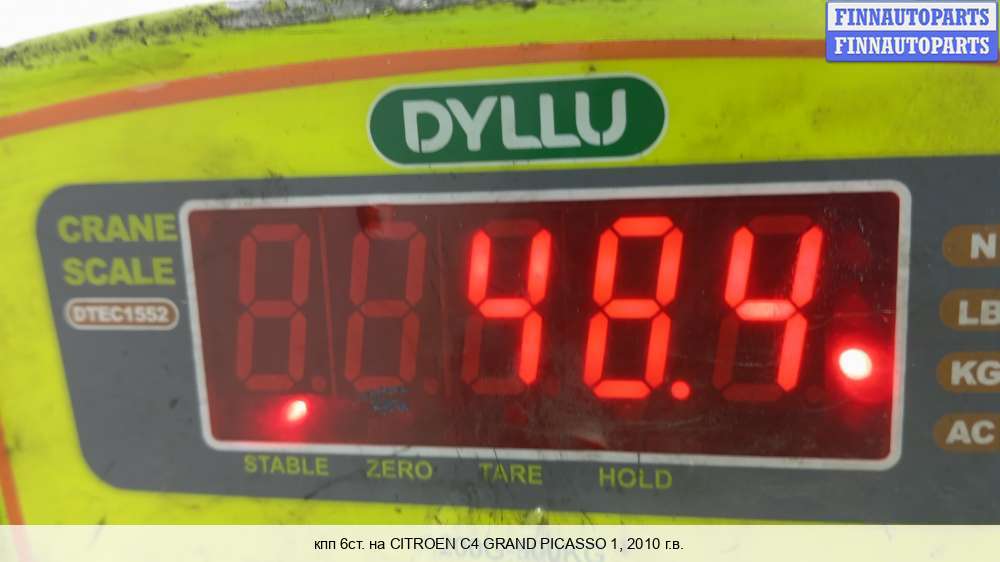 FINNAUTOPARTS
FINNAUTOPARTS
DYLLU
CRANE
SCALE
DTEC1552
48.4
N
LB
KG
AC
STABLE ZERO TARE HOLD
кпп 6ст. на CITROEN C4 GRAND PICASSO 1, 2010 г.в.